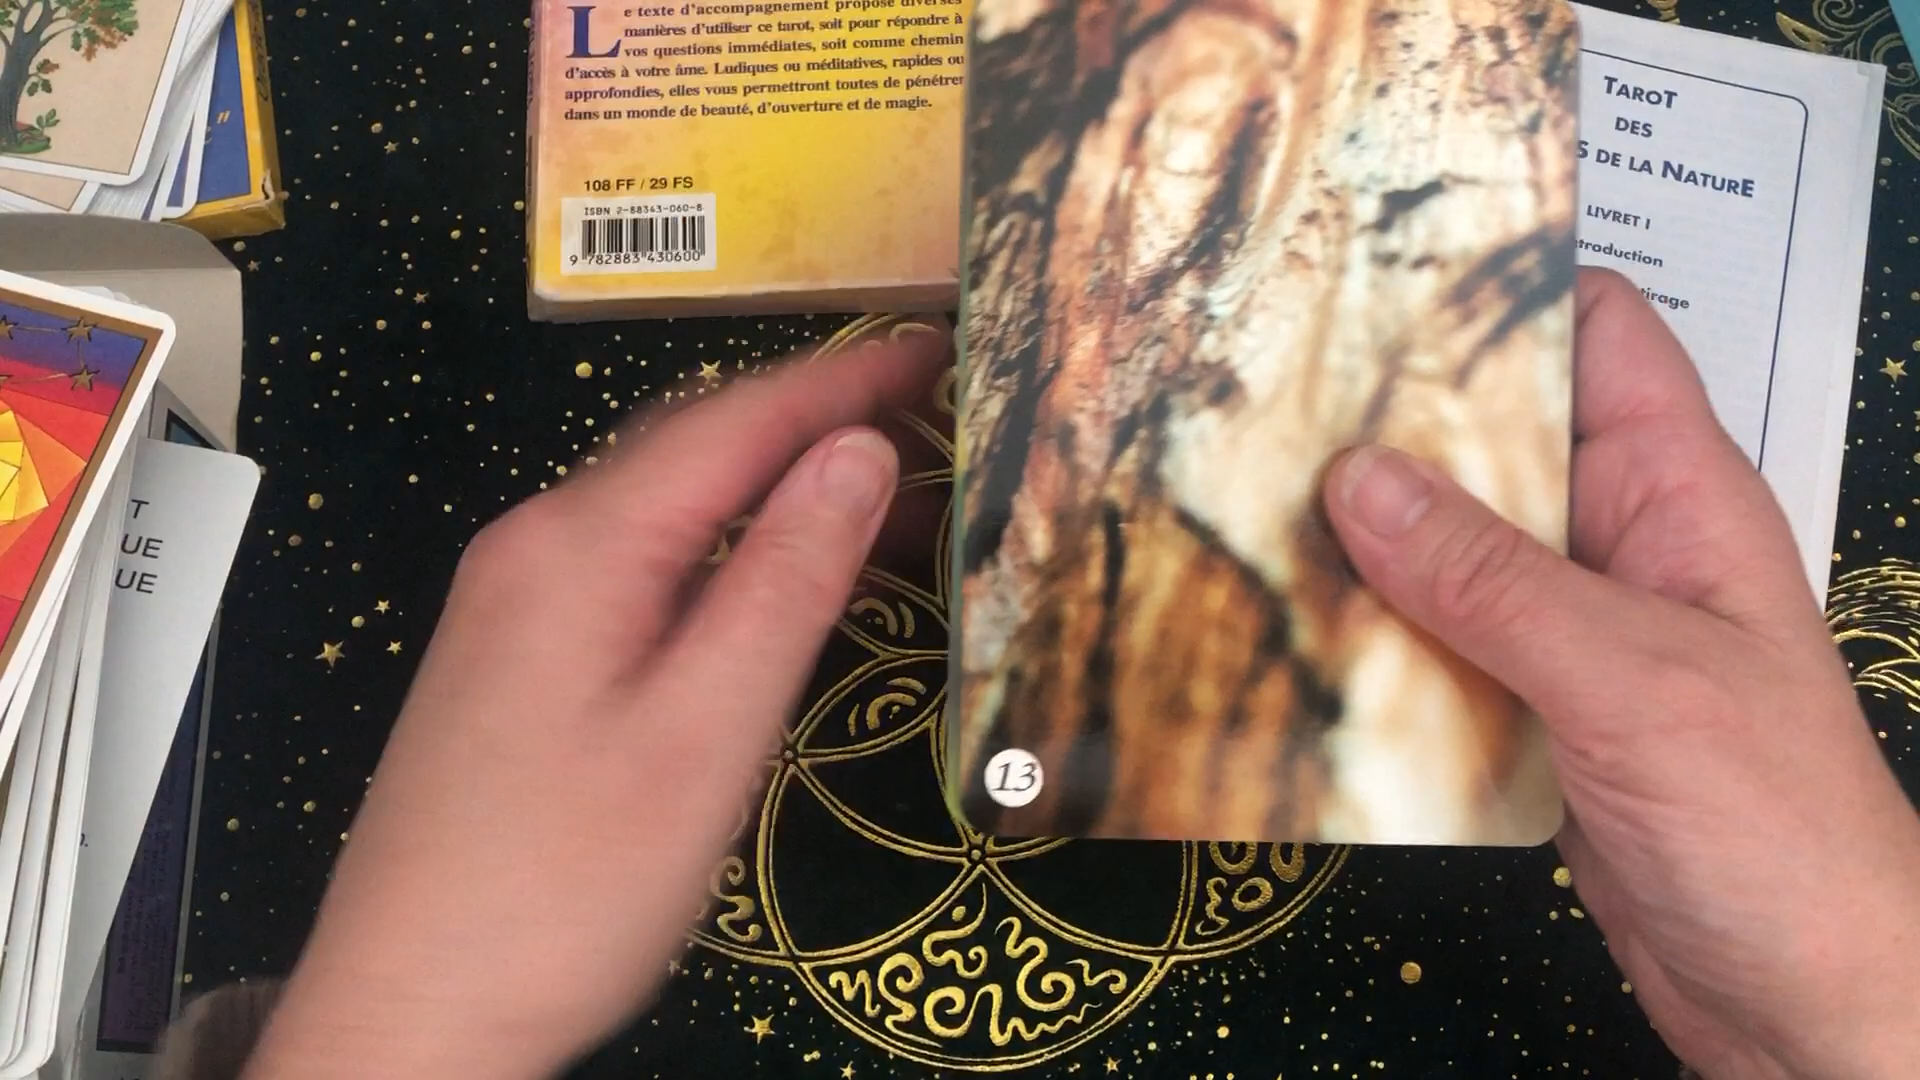 Le texte d'accompagnement propose diverses
manières d'utiliser ce tarot, soit pour répondre à
vos questions immédiates, soit comme chemin
d'accès à votre âme. Ludiques ou méditatives, rapides ou
approfondies, elles vous permettront toutes de pénétrer
dans un monde de beauté, d'ouverture et de magie.
108 FF / 29 FS
ISBN 2-88343-060-8
9 782883 430600
TAROT
DES
S DE LA NATURE
LIVRET I
troduction
tirage
13
T
UE
UE